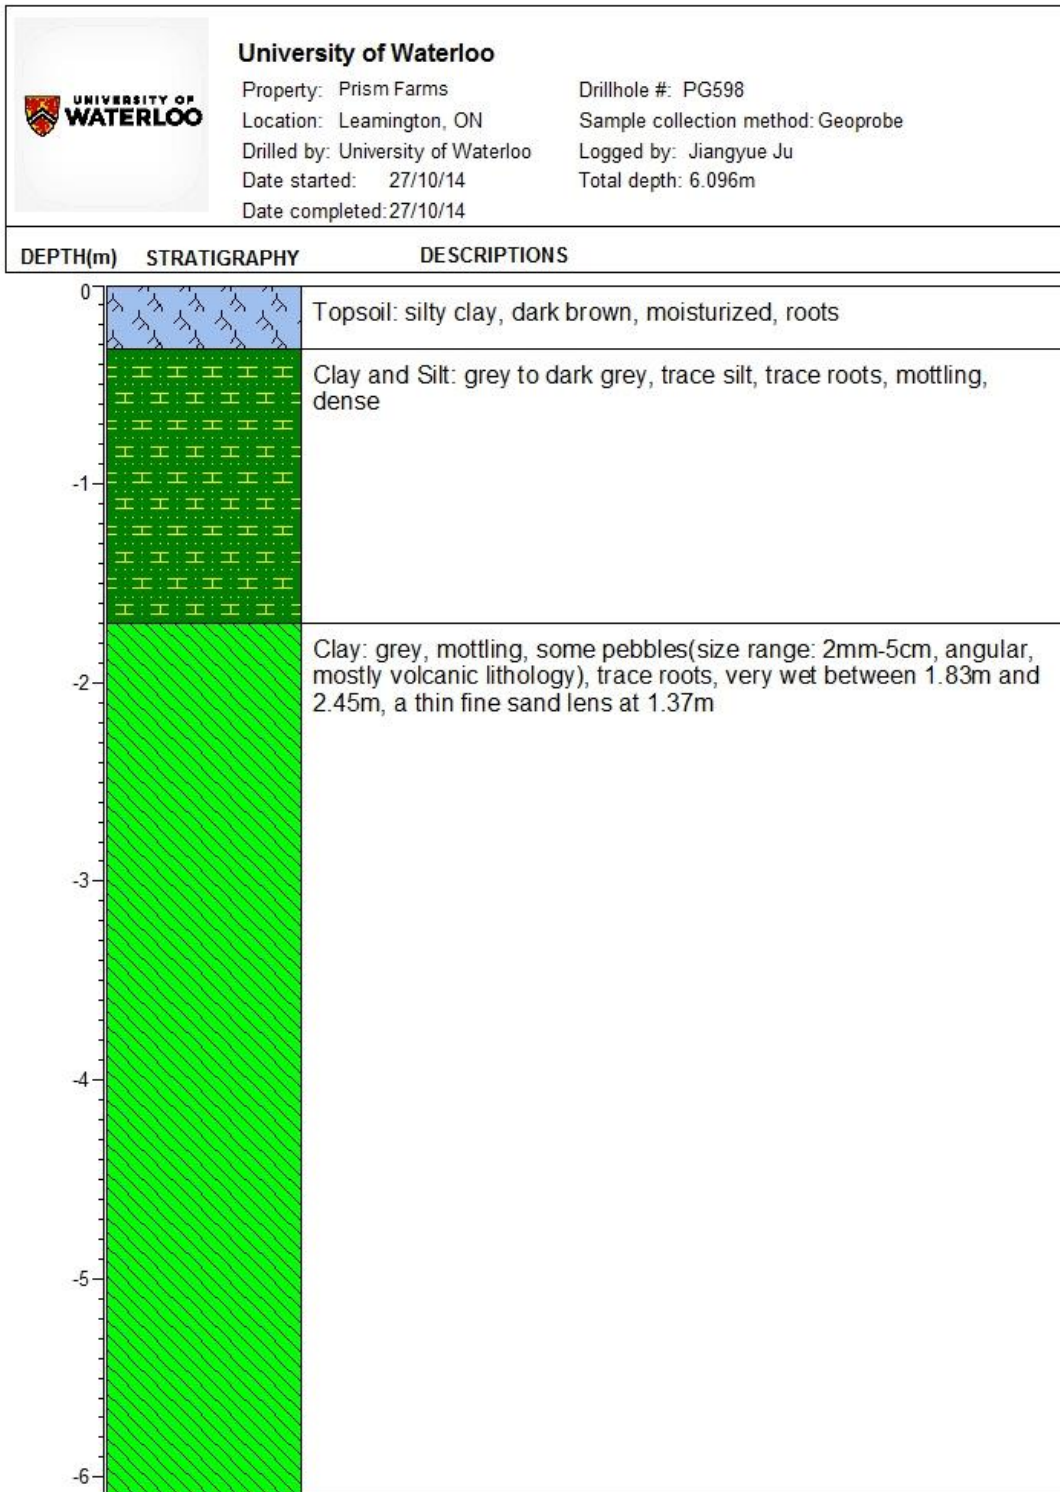 UNIVERSITY OF
WATERLOO
University of Waterloo
Property: Prism Farms
Drillhole #: PG598
Location: Leamington, ON
Sample collection method: Geoprobe
Drilled by: University of Waterloo
Logged by: Jiangyue Ju
Date started: 27/10/14
Total depth: 6.096m
Date completed: 27/10/14
DEPTH(m) STRATIGRAPHY DESCRIPTIONS
0
Topsoil: silty clay, dark brown, moisturized, roots
Clay and Silt: grey to dark grey, trace silt, trace roots, mottling,
dense
-1
Clay: grey, mottling, some pebbles(size range: 2mm-5cm, angular,
mostly volcanic lithology), trace roots, very wet between 1.83m and
2.45m, a thin fine sand lens at 1.37m
-2
-3
-4
-5
-6